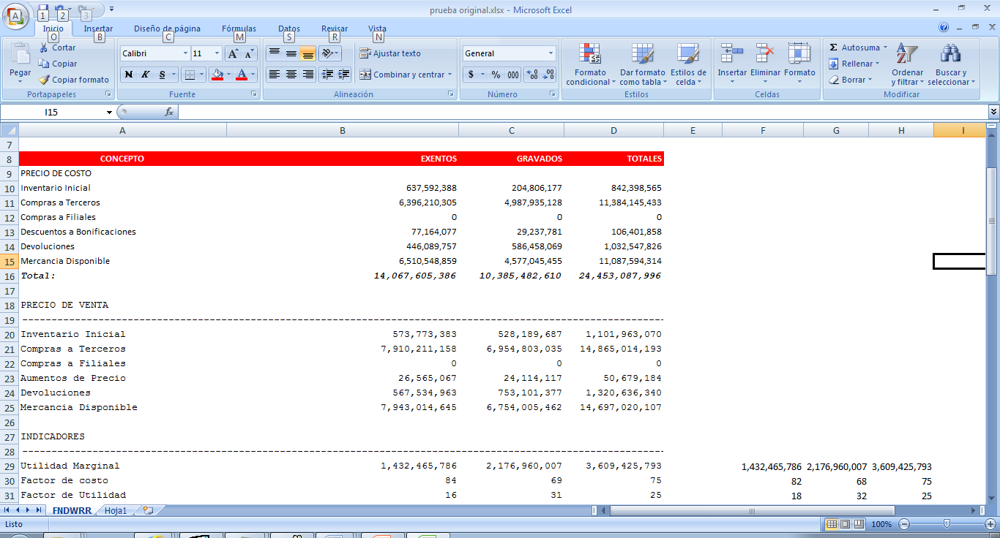 prueba original.xlsx - Microsoft Excel
A 1 2 3
Inicio Insertar Diseño de página Fórmulas Datos Revisar Vista
O B C M S R N
Pegar Cortar Copiar Copiar formato
Calibri 11 A A
N K S A
Ajustar texto
Combinar y centrar
General
$ % 000 ,00 ,0
Formato condicional Dar formato como tabla Estilos de celda
Insertar Eliminar Formato
Σ Autosuma Rellenar Borrar
Ordenar y filtrar Buscar y seleccionar
Portapapeles Fuente Alineación Número Estilos Celdas Modificar
I15 fx
A B C D E F G H I
7
8 CONCEPTO EXENTOS GRAVADOS TOTALES
9 PRECIO DE COSTO
10 Inventario Inicial 637,592,388 204,806,177 842,398,565
11 Compras a Terceros 6,396,210,305 4,987,935,128 11,384,145,433
12 Compras a Filiales 0 0 0
13 Descuentos a Bonificaciones 77,164,077 29,237,781 106,401,858
14 Devoluciones 446,089,757 586,458,069 1,032,547,826
15 Mercancia Disponible 6,510,548,859 4,577,045,455 11,087,594,314
16 Total: 14,067,605,386 10,385,482,610 24,453,087,996
17
18 PRECIO DE VENTA
19 --------------------------------------------------------------------------------------------------------------
20 Inventario Inicial 573,773,383 528,189,687 1,101,963,070
21 Compras a Terceros 7,910,211,158 6,954,803,035 14,865,014,193
22 Compras a Filiales 0 0 0
23 Aumentos de Precio 26,565,067 24,114,117 50,679,184
24 Devoluciones 567,534,963 753,101,377 1,320,636,340
25 Mercancia Disponible 7,943,014,645 6,754,005,462 14,697,020,107
26
27 INDICADORES
28 --------------------------------------------------------------------------------------------------------------
29 Utilidad Marginal 1,432,465,786 2,176,960,007 3,609,425,793 1,432,465,786 2,176,960,007 3,609,425,793
30 Factor de costo 84 69 75 82 68 75
31 Factor de Utilidad 16 31 25 18 32 25
FNDWRR Hoja1
Listo 100%